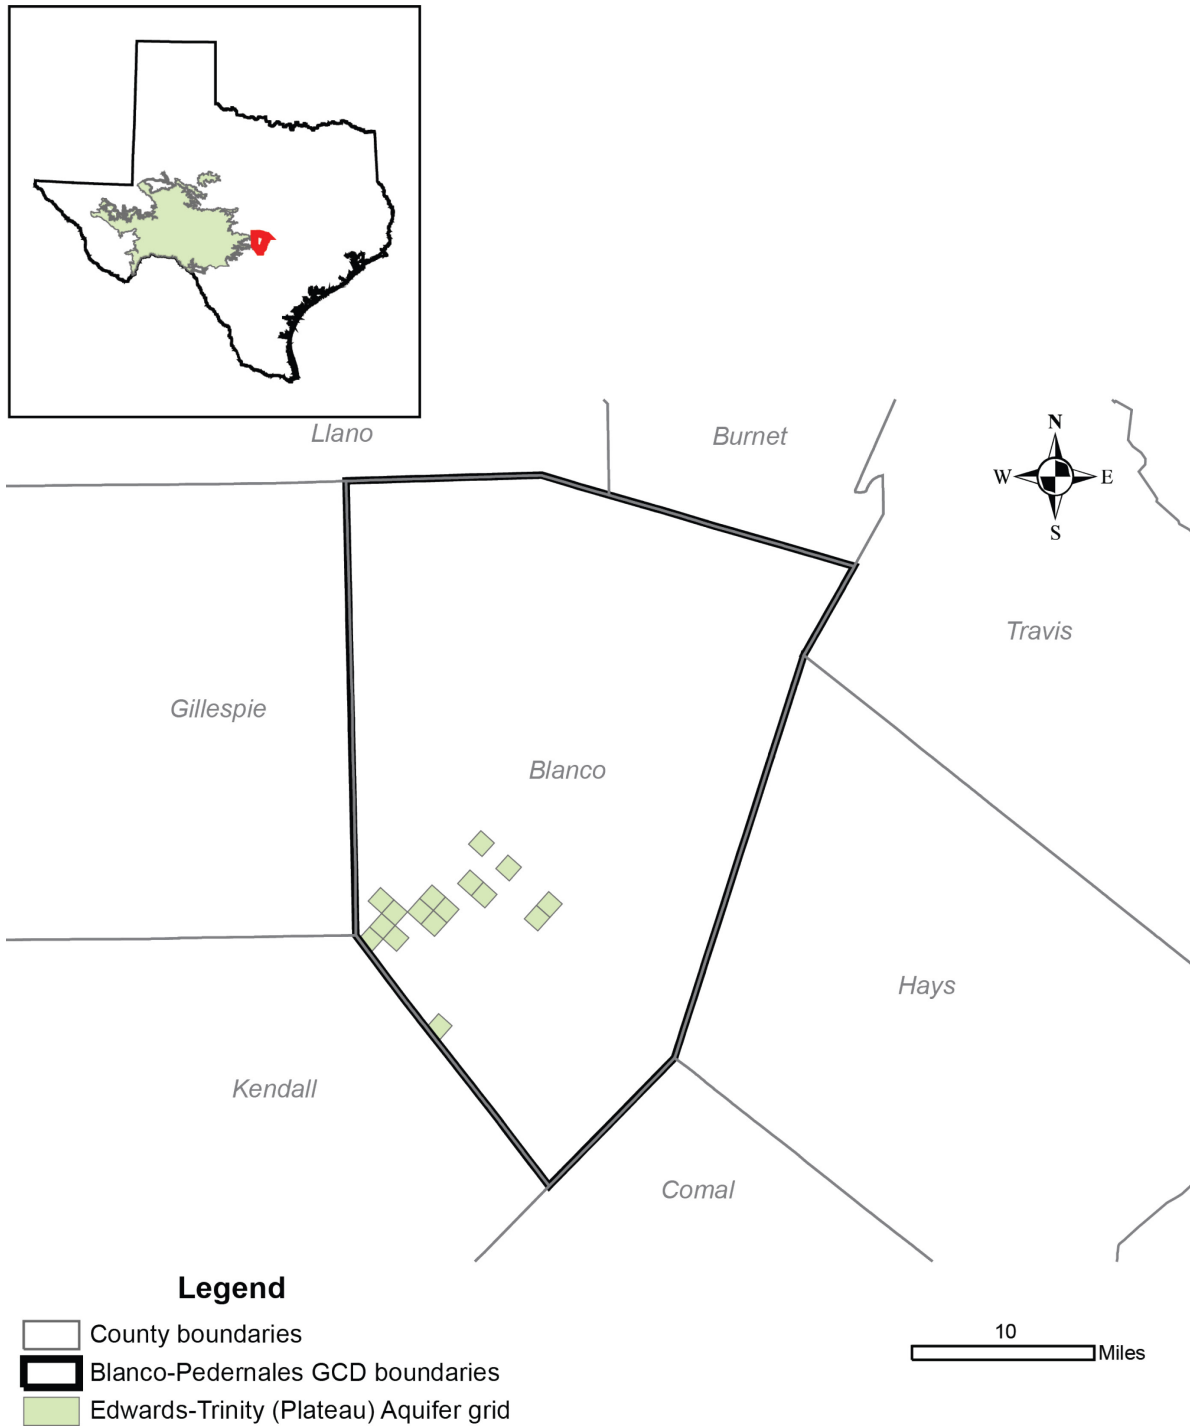 Llano
Burnet
N
W
E
S
Travis
Gillespie
Blanco
Hays
Kendall
Comal
Legend
County boundaries
Blanco-Pedernales GCD boundaries
Edwards-Trinity (Plateau) Aquifer grid
10
Miles